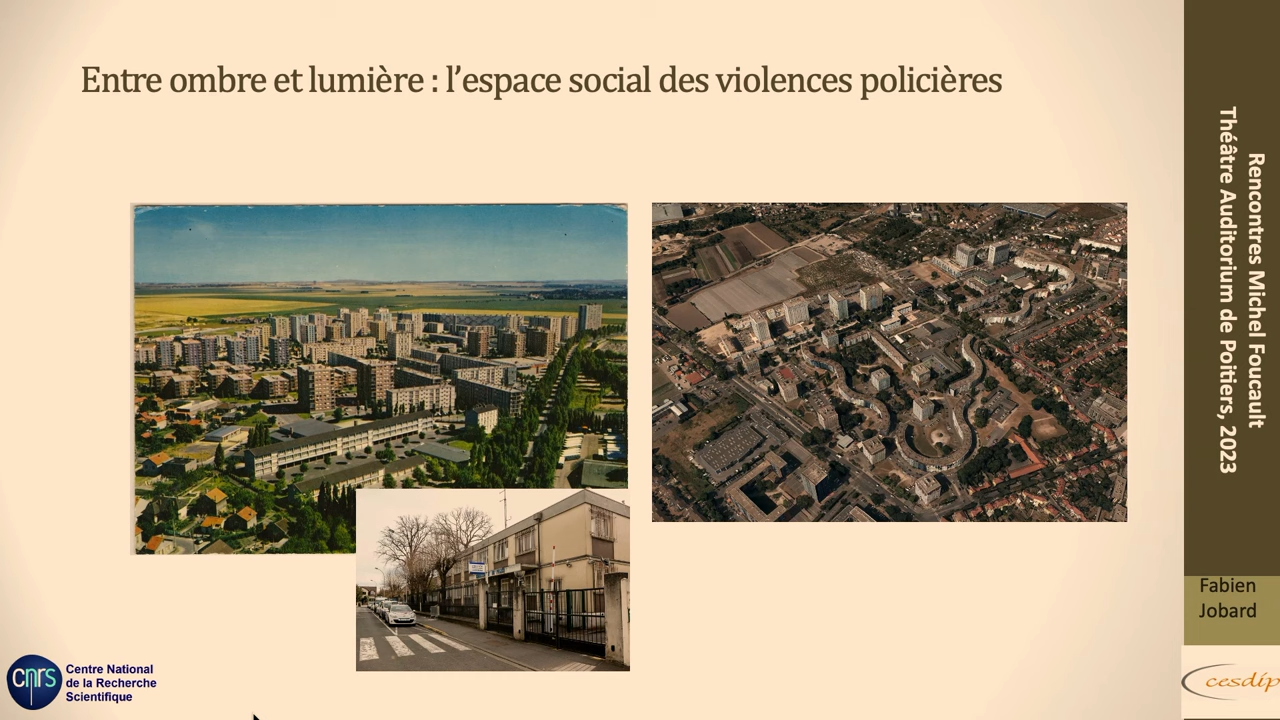 Entre ombre et lumière : l’espace social des violences policières
Rencontres Michel Foucault
Théâtre Auditorium de Poitiers, 2023
Fabien
Jobard
cnrs
Centre National
de la Recherche
Scientifique
cesdip